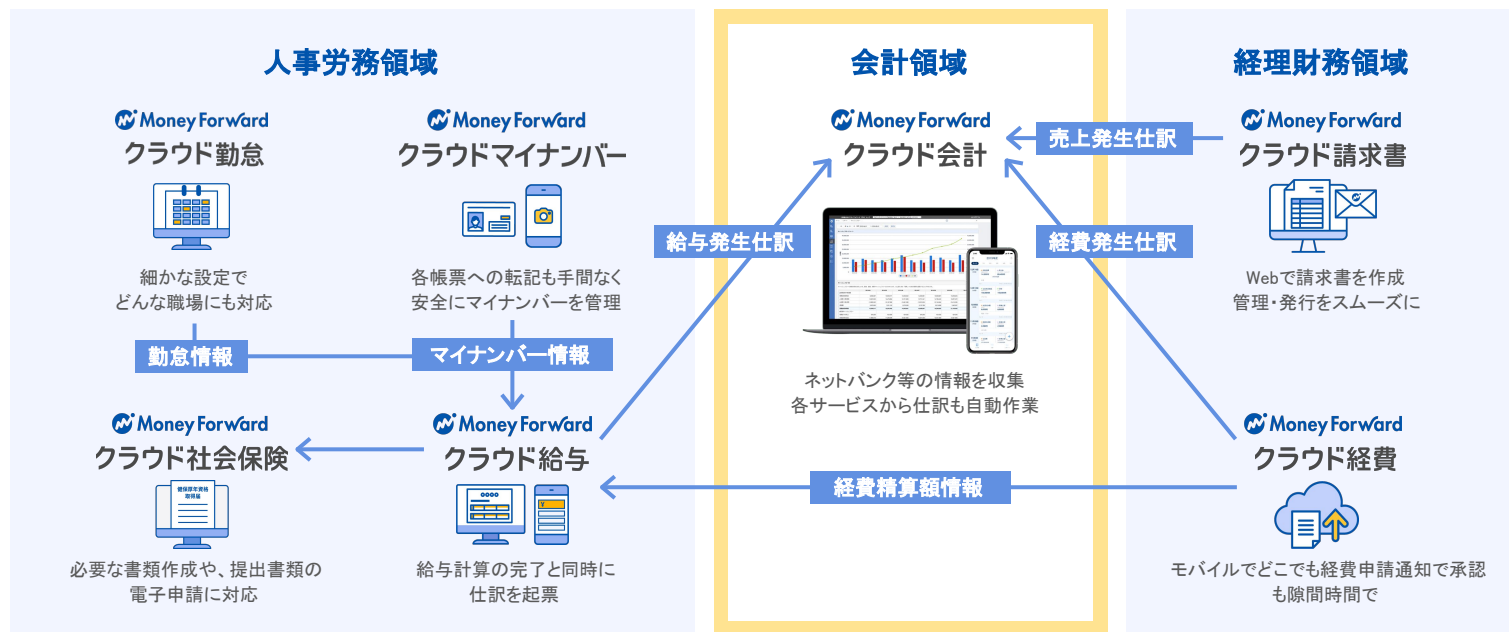 人事労務領域
Money Forward
クラウド勤怠
細かな設定で
どんな職場にも対応
Money Forward
クラウドマイナンバー
各帳票への転記も手間なく
安全にマイナンバーを管理
勤怠情報
マイナンバー情報
Money Forward
クラウド社会保険
健保厚年資格
取得届
必要な書類作成や、提出書類の
電子申請に対応
Money Forward
クラウド給与
給与計算の完了と同時に
仕訳を起票
給与発生仕訳
会計領域
Money Forward
クラウド会計
ネットバンク等の情報を収集
各サービスから仕訳も自動作業
売上発生仕訳
経費発生仕訳
経費精算額情報
経理財務領域
Money Forward
クラウド請求書
Webで請求書を作成
管理・発行をスムーズに
Money Forward
クラウド経費
モバイルでどこでも経費申請通知で承認
も隙間時間で